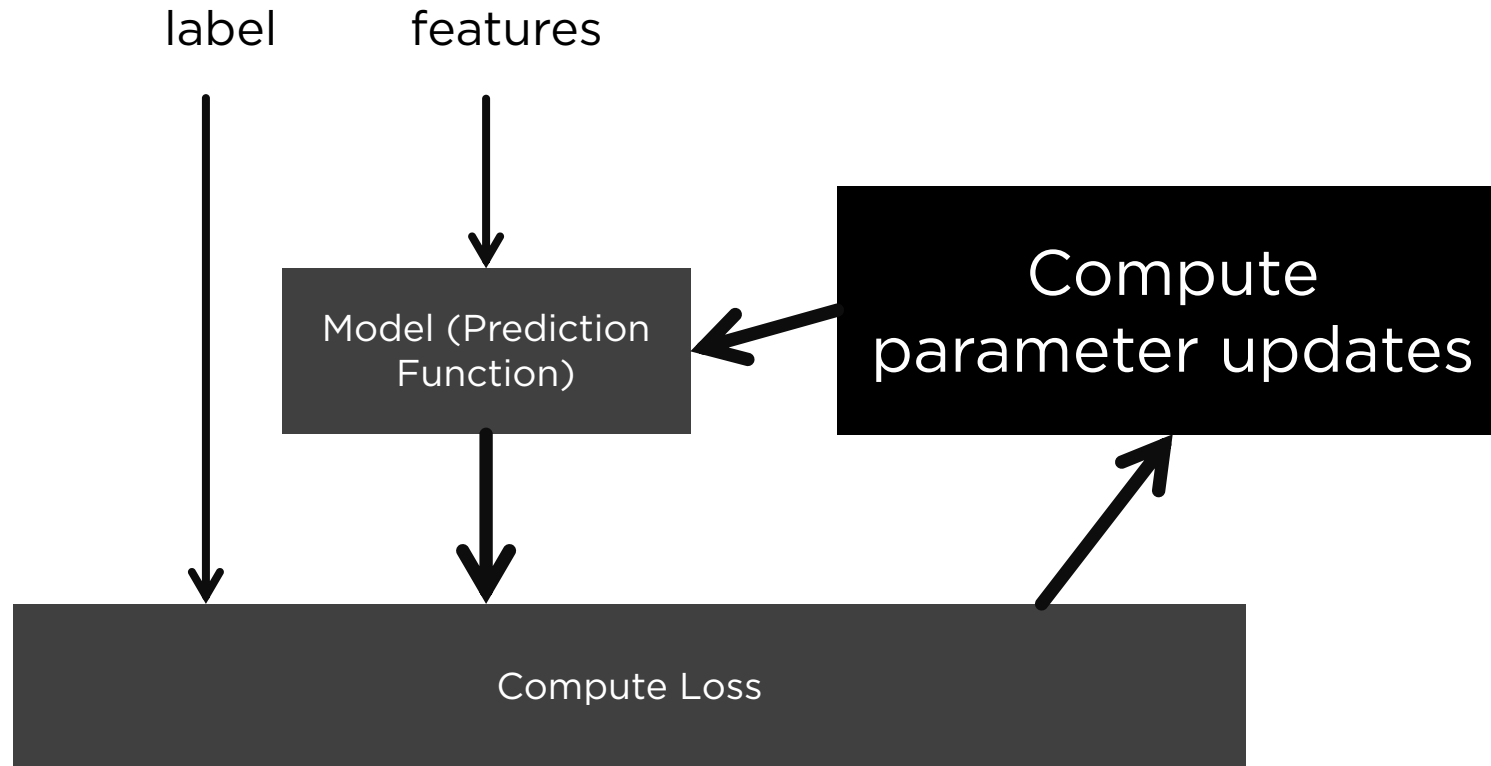 label
features
Model (Prediction
Function)
Compute
parameter updates
Compute Loss